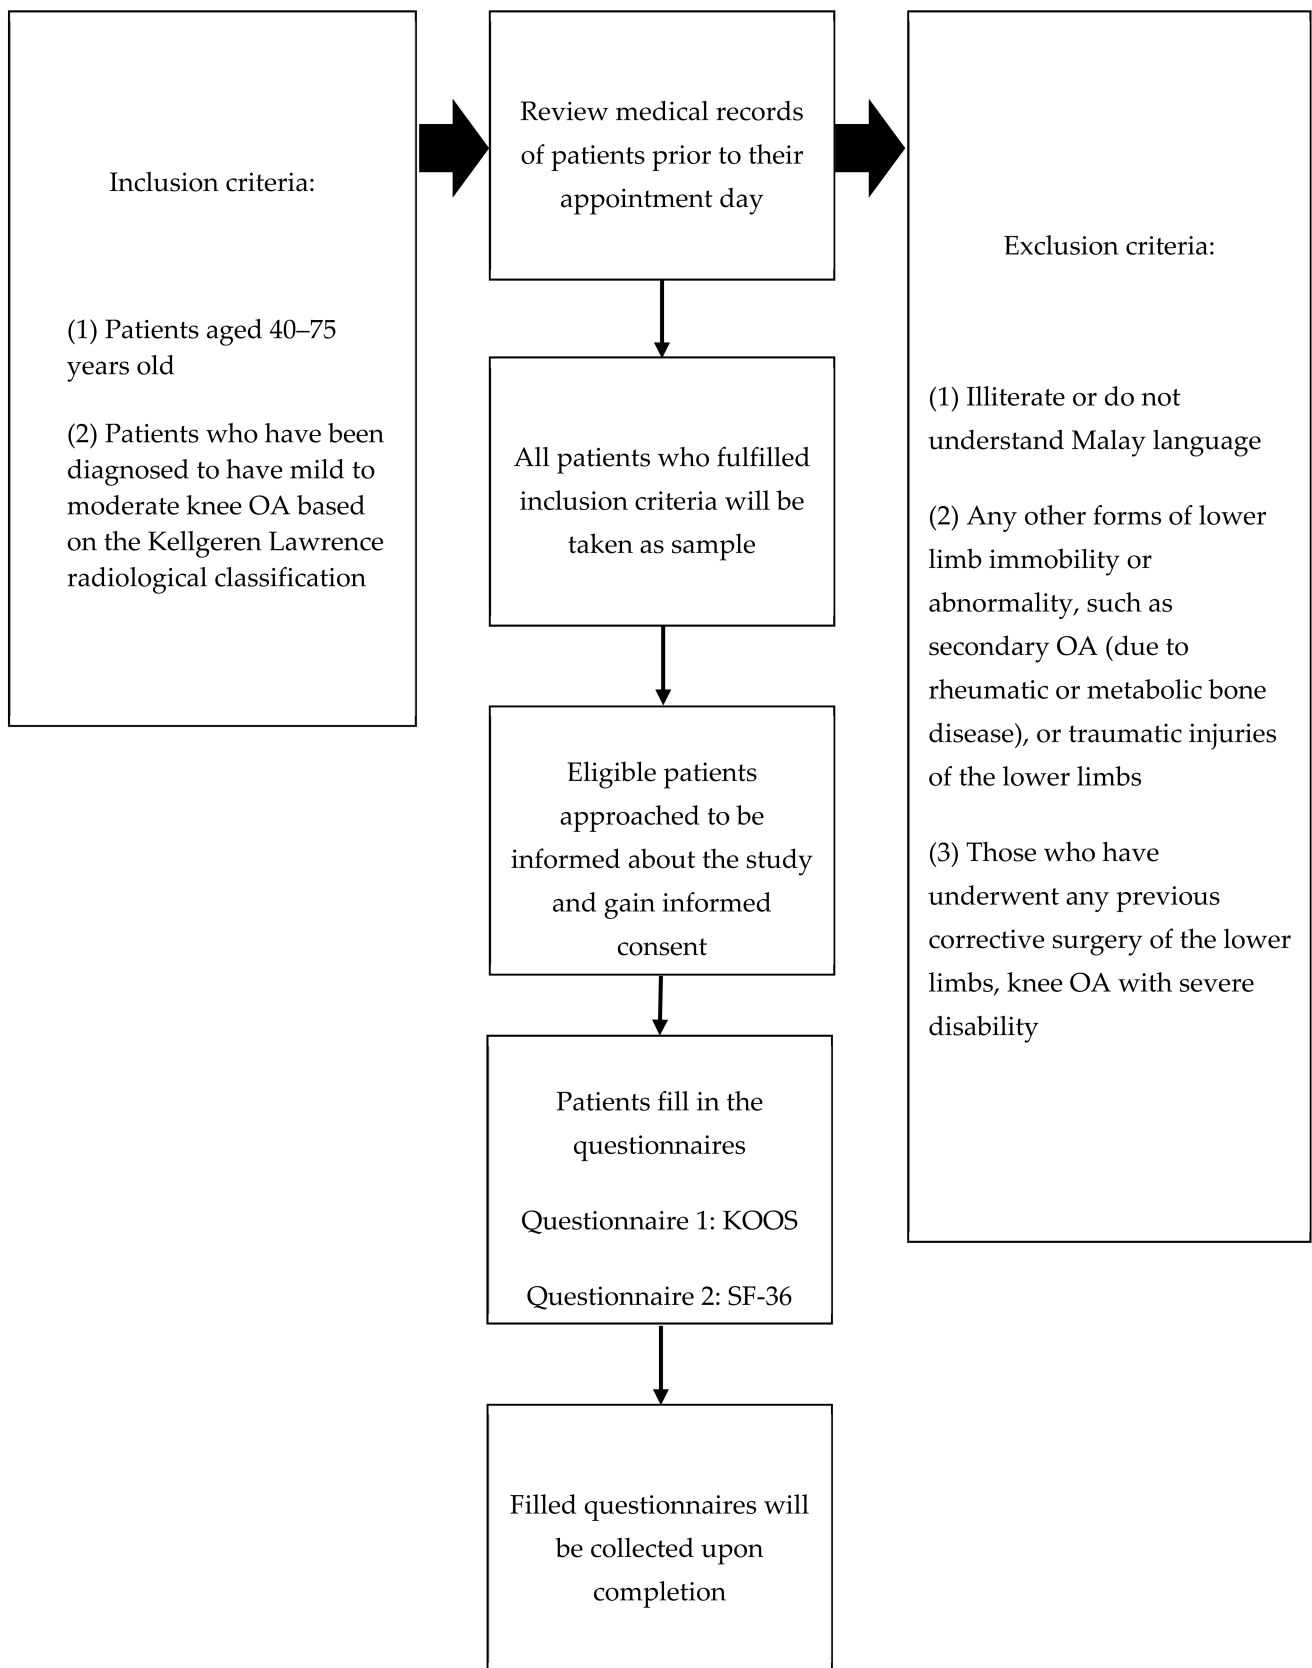 Inclusion criteria:
(1) Patients aged 40–75
years old
(2) Patients who have been
diagnosed to have mild to
moderate knee OA based
on the Kellgeren Lawrence
radiological classification
Review medical records
of patients prior to their
appointment day
All patients who fulfilled
inclusion criteria will be
taken as sample
Eligible patients
approached to be
informed about the study
and gain informed
consent
Patients fill in the
questionnaires
Questionnaire 1: KOOS
Questionnaire 2: SF-36
Filled questionnaires will
be collected upon
completion
Exclusion criteria:
(1) Illiterate or do not
understand Malay language
(2) Any other forms of lower
limb immobility or
abnormality, such as
secondary OA (due to
rheumatic or metabolic bone
disease), or traumatic injuries
of the lower limbs
(3) Those who have
underwent any previous
corrective surgery of the lower
limbs, knee OA with severe
disability